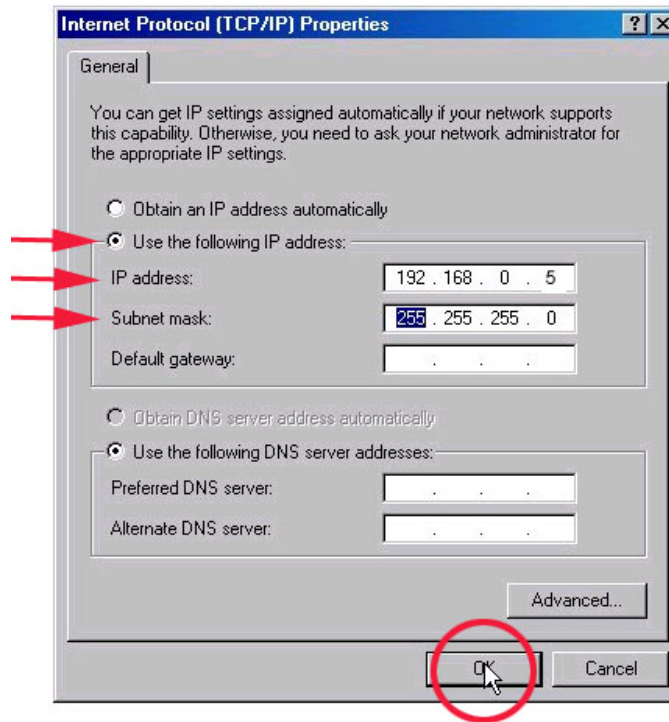 Internet Protocol (TCP/IP) Properties
General
You can get IP settings assigned automatically if your network supports
this capability. Otherwise, you need to ask your network administrator for
the appropriate IP settings.
Obtain an IP address automatically
Use the following IP address:
IP address: 192 . 168 . 0 . 5
Subnet mask: 255 . 255 . 255 . 0
Default gateway: . . .
Obtain DNS server address automatically
Use the following DNS server addresses:
Preferred DNS server: . . .
Alternate DNS server: . . .
Advanced...
OK Cancel